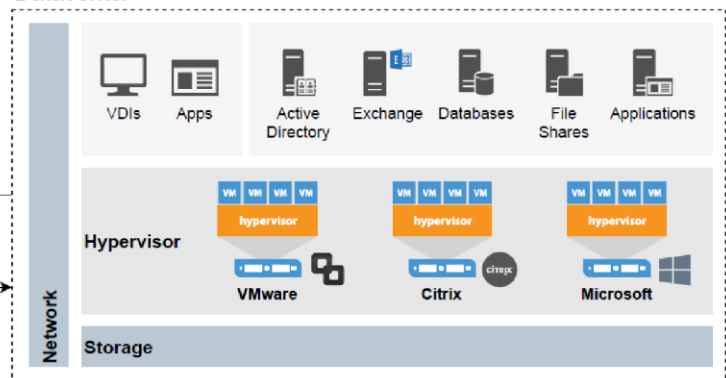 VDIs
Apps
Active
Directory
Exchange
Databases
File
Shares
Applications
E
Network
Hypervisor
VM VM VM VM
hypervisor
VMware
VM VM VM VM
hypervisor
CITRIX
Citrix
VM VM VM VM
hypervisor
Microsoft
Storage